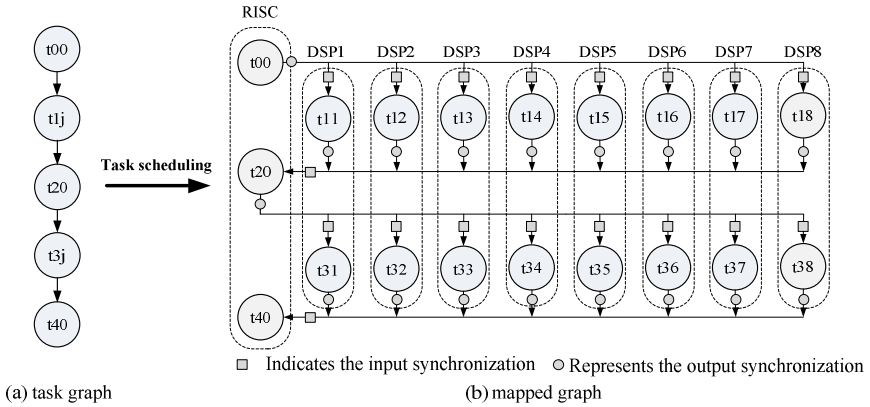 RISC
DSP1 DSP2 DSP3 DSP4 DSP5 DSP6 DSP7 DSP8
t00
t1j
t20
t3j
t40
Task scheduling
t00
t11 t12 t13 t14 t15 t16 t17 t18
t20
t31 t32 t33 t34 t35 t36 t37 t38
t40
Indicates the input synchronization
Represents the output synchronization
(a) task graph
(b) mapped graph